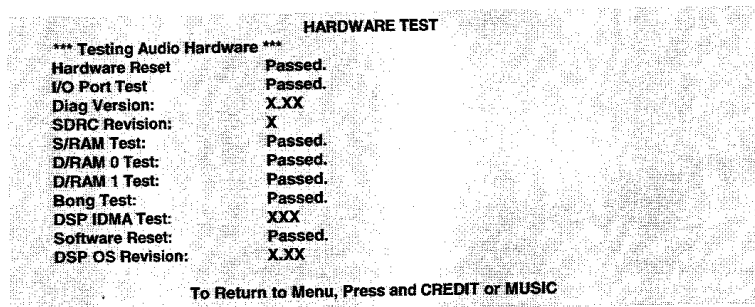 HARDWARE TEST
*** Testing Audio Hardware ***
Hardware Reset Passed.
I/O Port Test Passed.
Diag Version: X.XX
SDRC Revision: X
S/RAM Test: Passed.
D/RAM 0 Test: Passed.
D/RAM 1 Test: Passed.
Bong Test: Passed.
DSP IDMA Test: XXX
Software Reset: Passed.
DSP OS Revision: X.XX
To Return to Menu, Press and CREDIT or MUSIC